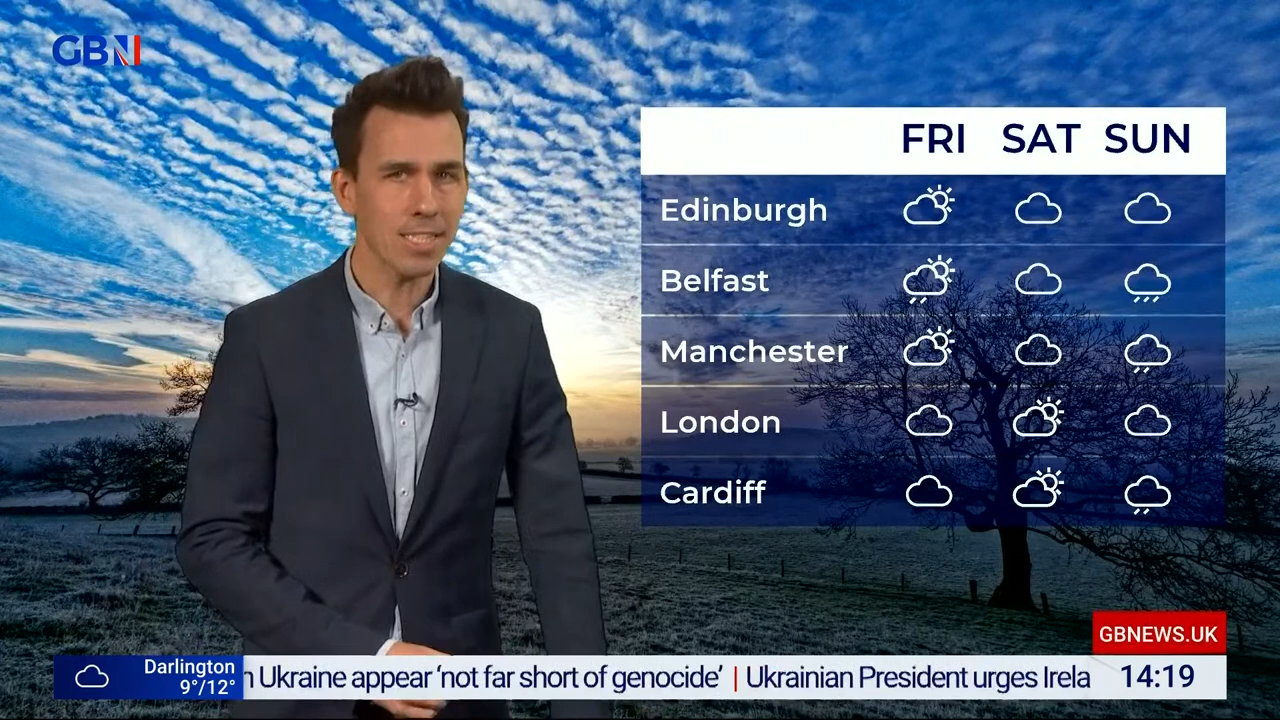 GBN
FRI SAT SUN
Edinburgh
Belfast
Manchester
London
Cardiff
GBNEWS.UK
Darlington
9°/12°
Ukraine appear ‘not far short of genocide’ | Ukrainian President urges Irela
14:19